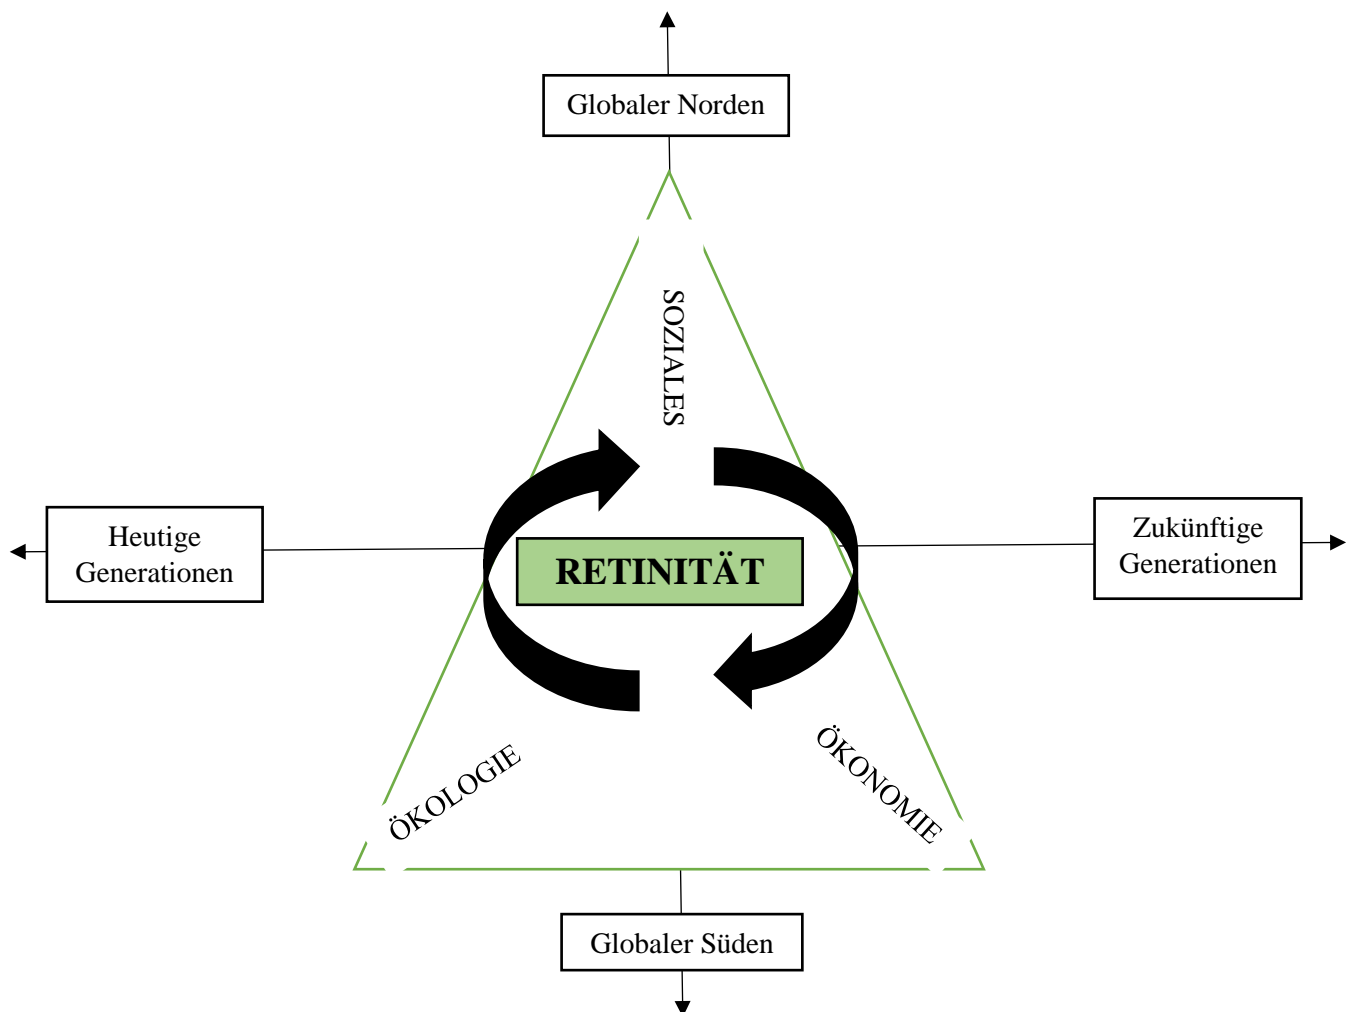 Globaler Norden
SOZIALES
Heutige
Generationen
RETINITÄT
Zukünftige
Generationen
ÖKOLOGIE
ÖKONOMIE
Globaler Süden